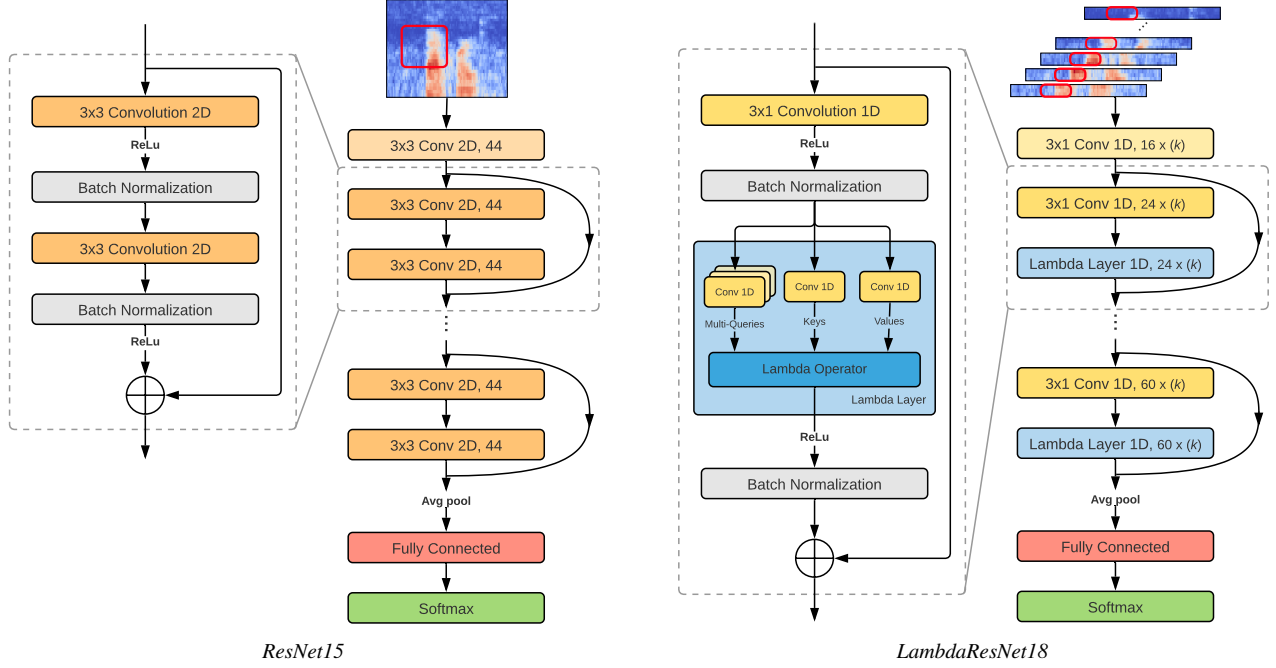 3x3 Convolution 2D
ReLu
Batch Normalization
3x3 Convolution 2D
Batch Normalization
ReLu
3x3 Conv 2D, 44
3x3 Conv 2D, 44
3x3 Conv 2D, 44
3x3 Conv 2D, 44
3x3 Conv 2D, 44
Avg pool
Fully Connected
Softmax
ResNet15
3x1 Convolution 1D
ReLu
Batch Normalization
Conv 1D
Conv 1D
Conv 1D
Multi-Queries
Keys
Values
Lambda Operator
Lambda Layer
ReLu
Batch Normalization
3x1 Conv 1D, 16 x (k)
3x1 Conv 1D, 24 x (k)
Lambda Layer 1D, 24 x (k)
3x1 Conv 1D, 60 x (k)
Lambda Layer 1D, 60 x (k)
Avg pool
Fully Connected
Softmax
LambdaResNet18